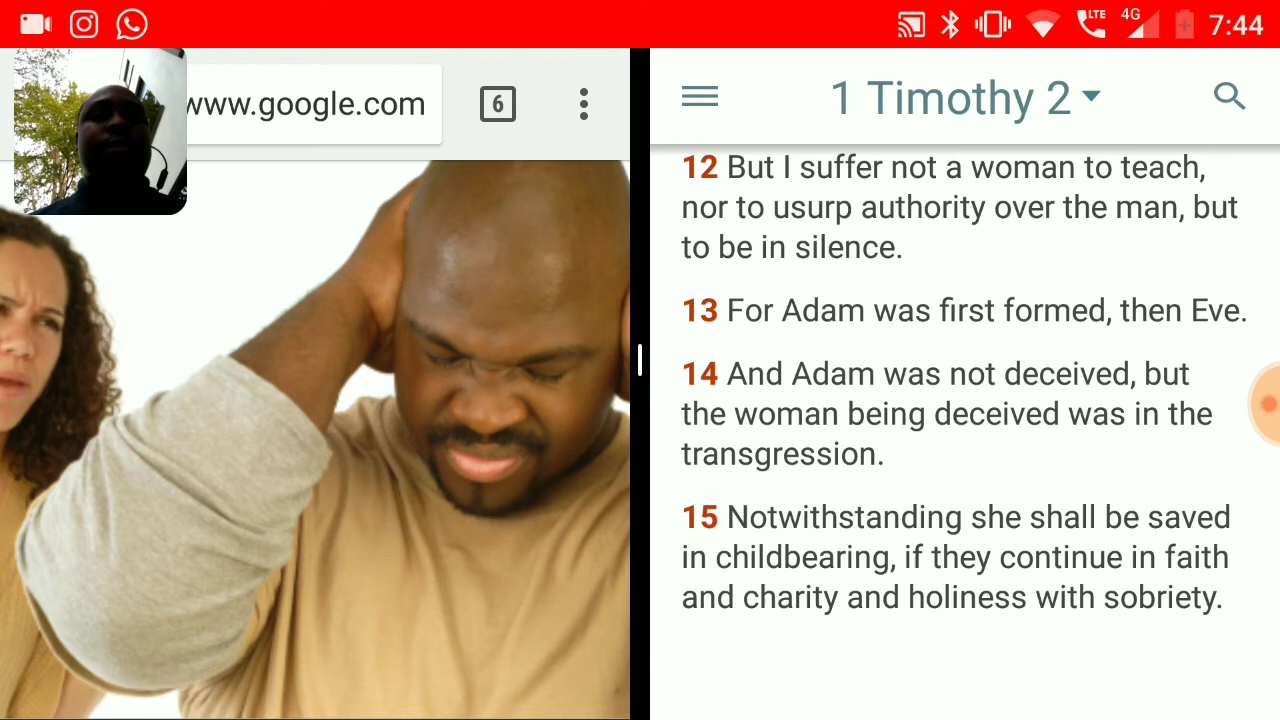 LTE
4G
7:44
www.google.com
6
1 Timothy 2
12 But I suffer not a woman to teach,
nor to usurp authority over the man, but
to be in silence.
13 For Adam was first formed, then Eve.
14 And Adam was not deceived, but
the woman being deceived was in the
transgression.
15 Notwithstanding she shall be saved
in childbearing, if they continue in faith
and charity and holiness with sobriety.